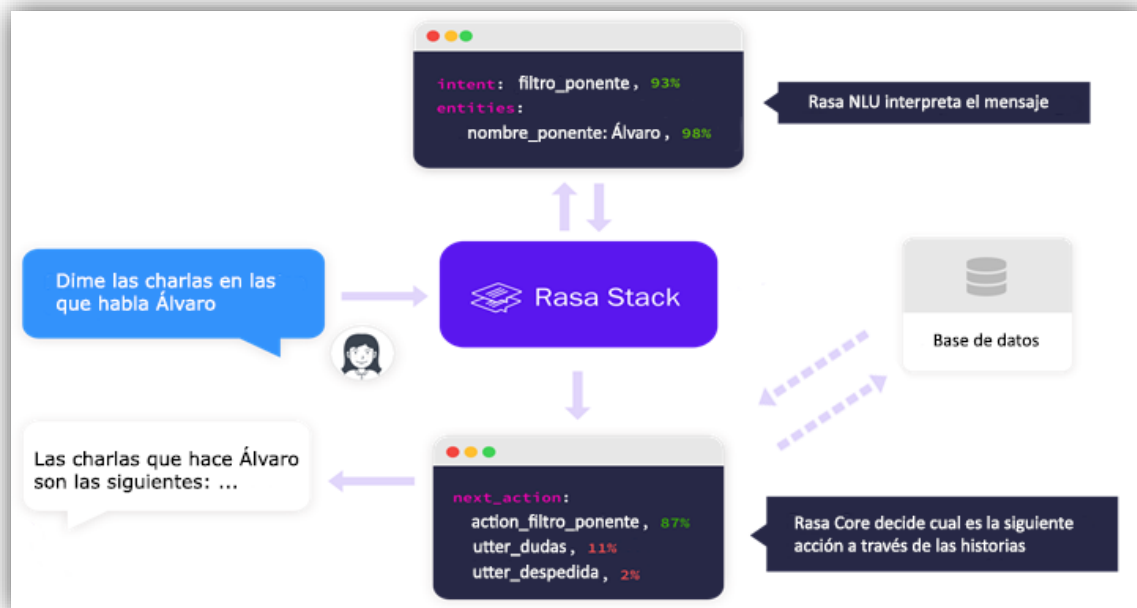 intent: filtro_ponente, 93%
entities:
nombre_ponente: Álvaro, 98%
Rasa NLU interpreta el mensaje
Dime las charlas en las
que habla Álvaro
Rasa Stack
Base de datos
Las charlas que hace Álvaro
son las siguientes: ...
next_action:
action_filtro_ponente, 87%
utter_dudas, 11%
utter_despedida, 2%
Rasa Core decide cual es la siguiente
acción a través de las historias